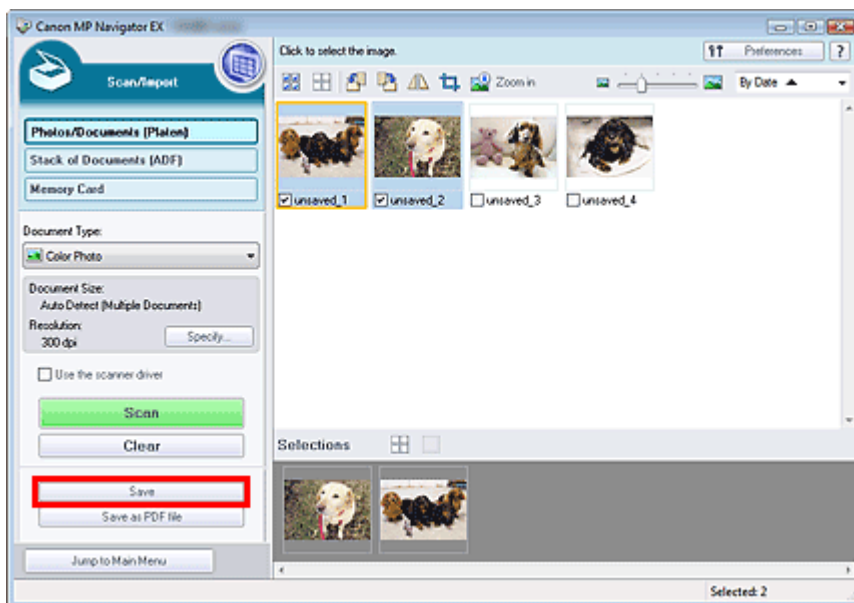 Canon MP Navigator EX
Scan/Import
Click to select the image.
Preferences
?
Zoom in
By Date
Photos/Documents (Platen)
Stack of Documents (ADF)
Memory Card
unsaved_1
unsaved_2
unsaved_3
unsaved_4
Document Type:
Color Photo
Document Size:
Auto Detect (Multiple Documents)
Resolution:
300 dpi
Specify...
Use the scanner driver
Scan
Clear
Selections
Save
Save as PDF file
Jump to Main Menu
Selected: 2